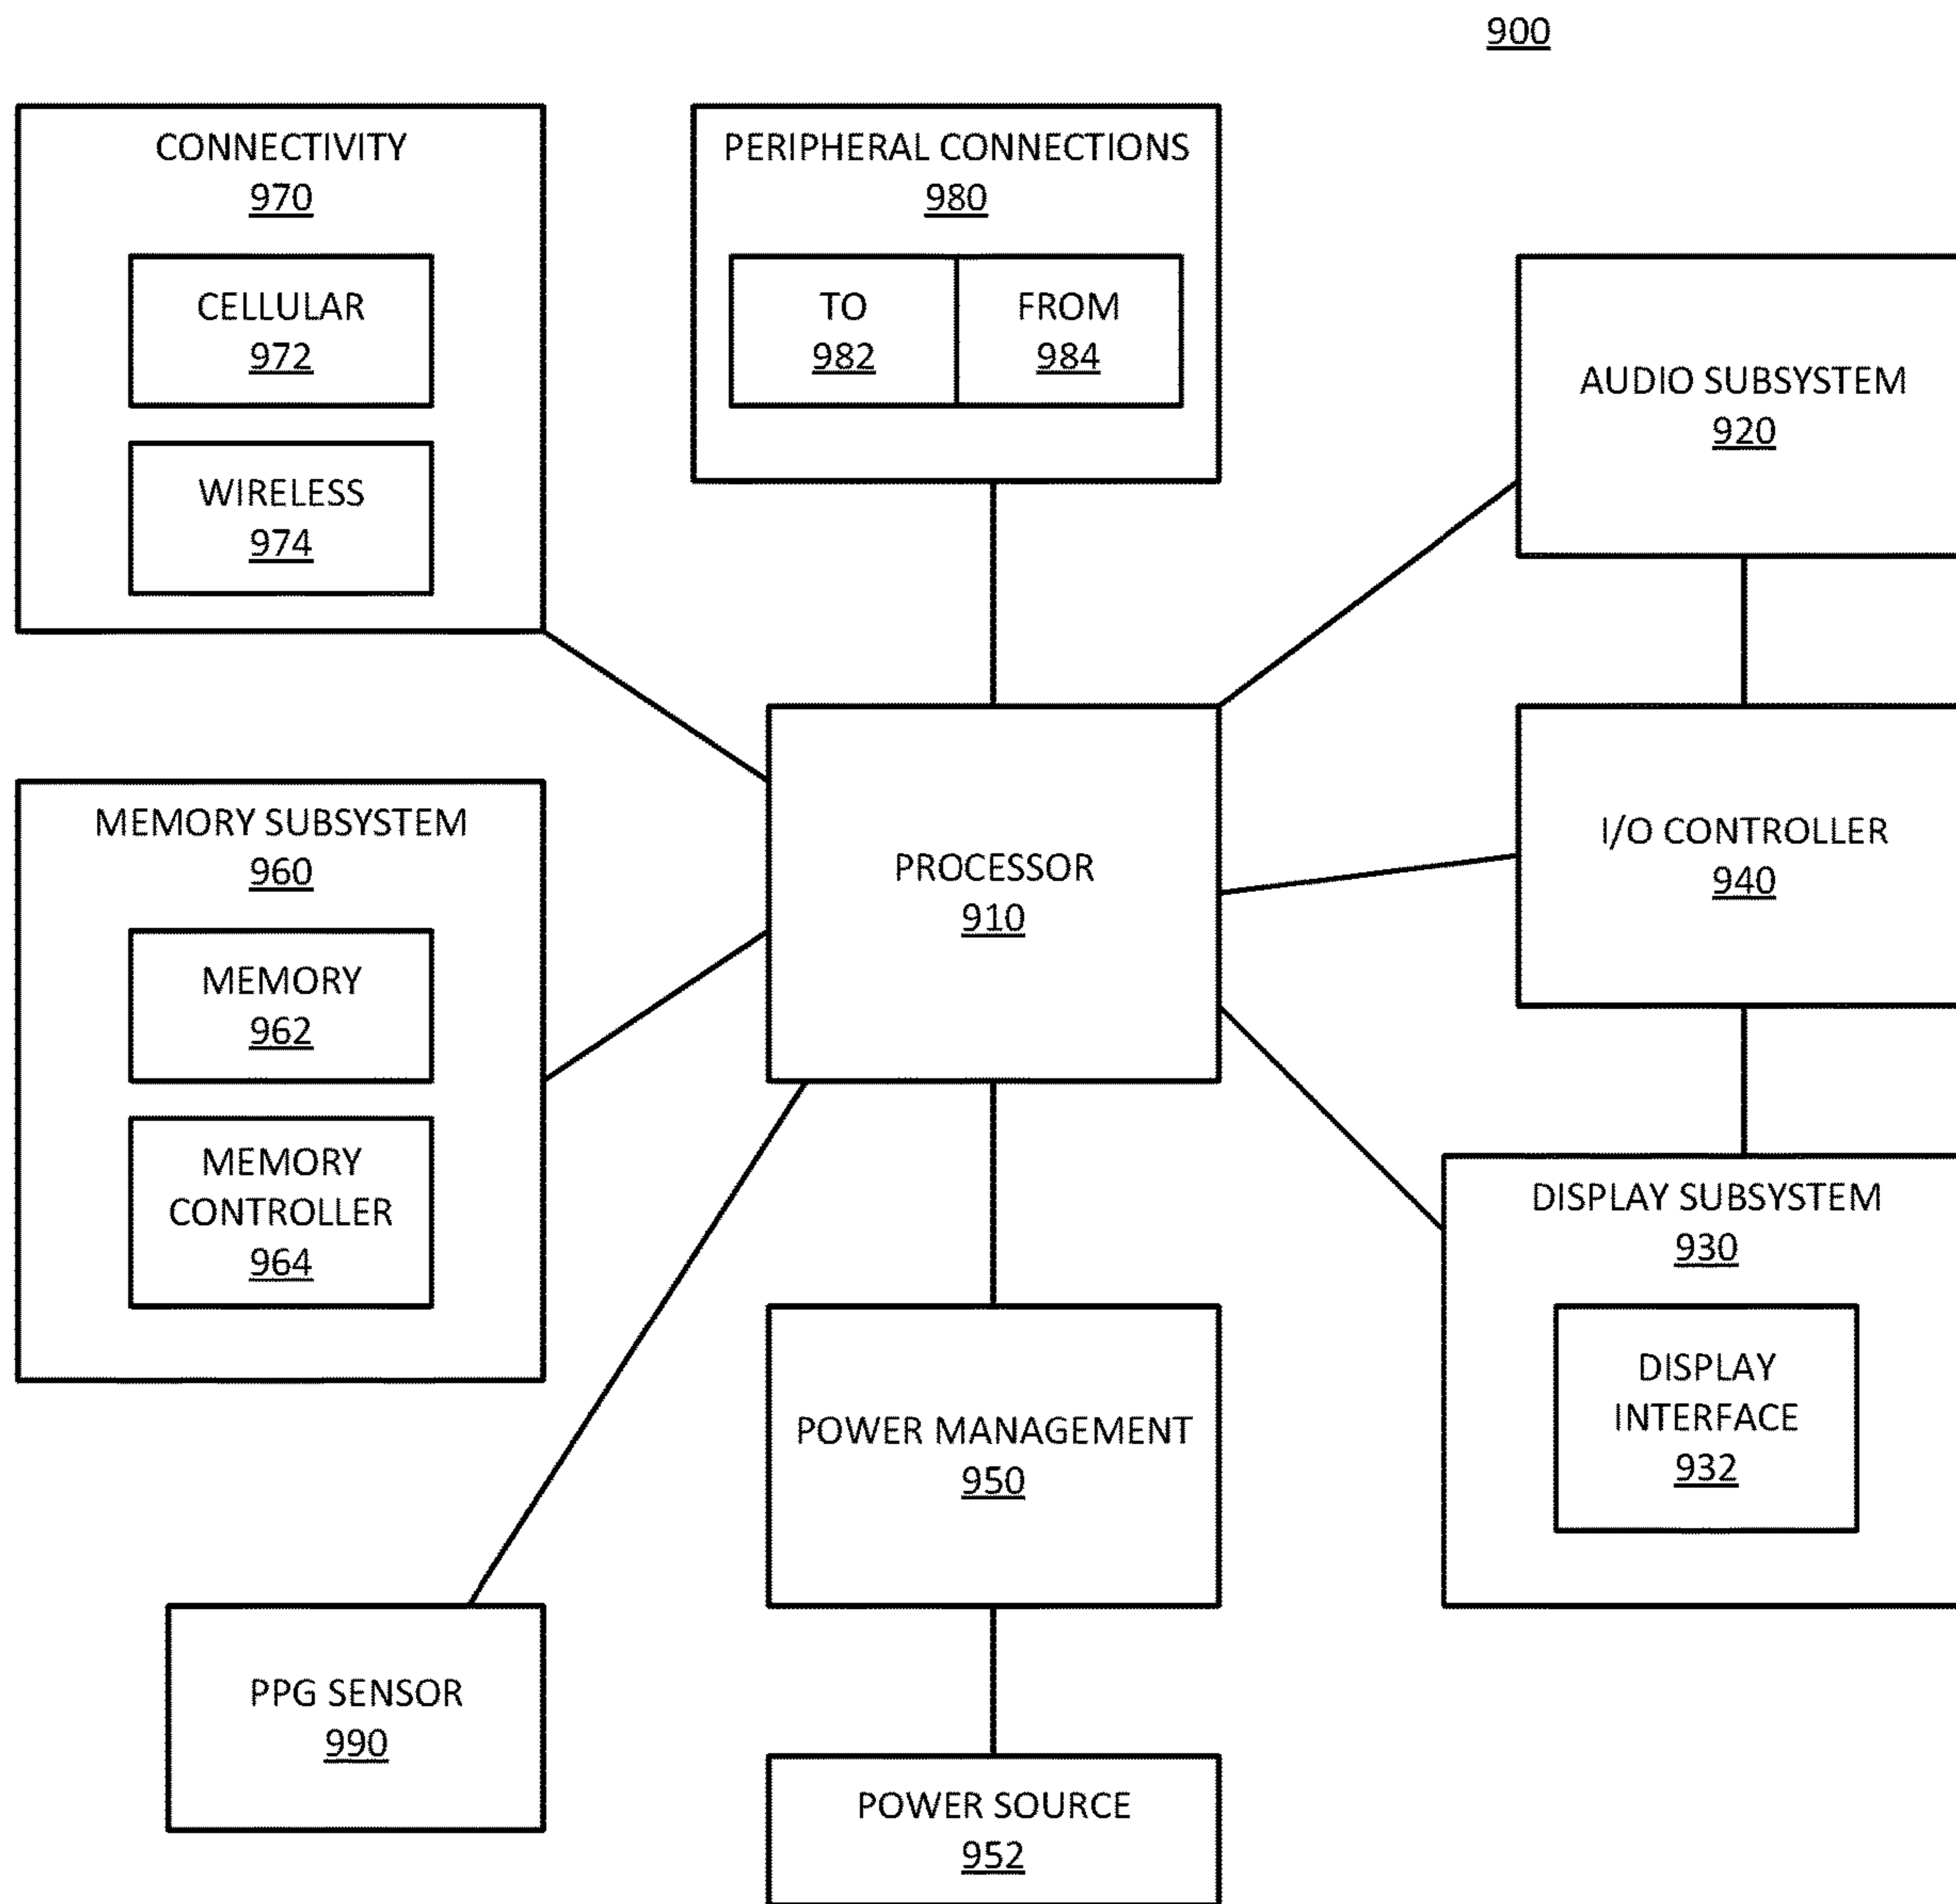 900
CONNECTIVITY
970
CELLULAR
972
WIRELESS
974
PERIPHERAL CONNECTIONS
980
TO
982
FROM
984
AUDIO SUBSYSTEM
920
MEMORY SUBSYSTEM
960
MEMORY
962
MEMORY
CONTROLLER
964
PROCESSOR
910
I/O CONTROLLER
940
DISPLAY SUBSYSTEM
930
DISPLAY
INTERFACE
932
POWER MANAGEMENT
950
PPG SENSOR
990
POWER SOURCE
952